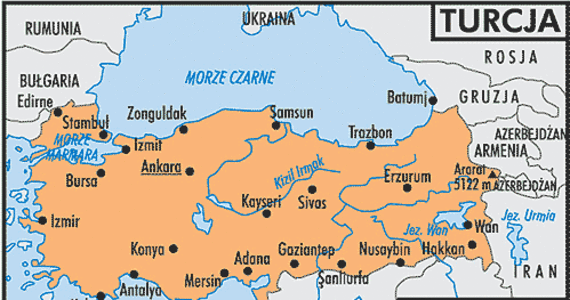 TURCJA
UKRAINA
RUMUNIA
ROSJA
MORZE CZARNE
BUŁGARIA
Edirne
Batumj
GRUZJA
Zonguldak
Samsun
Stambuł
Trazbon
AZERBEJDŻAN
MORZE
MARMARA
Izmit
ARMENIA
Ankara
Kizil Irmak
Ararat
5122 m
AZERBEJDŻAN
Bursa
Erzurum
Kayseri
Sivas
Izmir
Jez. Wan
Wan
Jez. Urmia
Konya
Gaziantep
Nusaybin
Hakkan
Adana
IRAN
Mersin
Şanlıurfa
Antalya